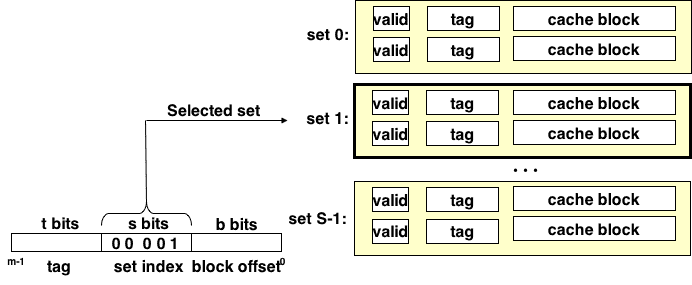 set 0:
valid tag cache block
valid tag cache block
Selected set
set 1:
valid tag cache block
valid tag cache block
. . .
set S-1:
valid tag cache block
valid tag cache block
t bits s bits b bits
0 0 0 0 1
m-1 tag set index block offset 0